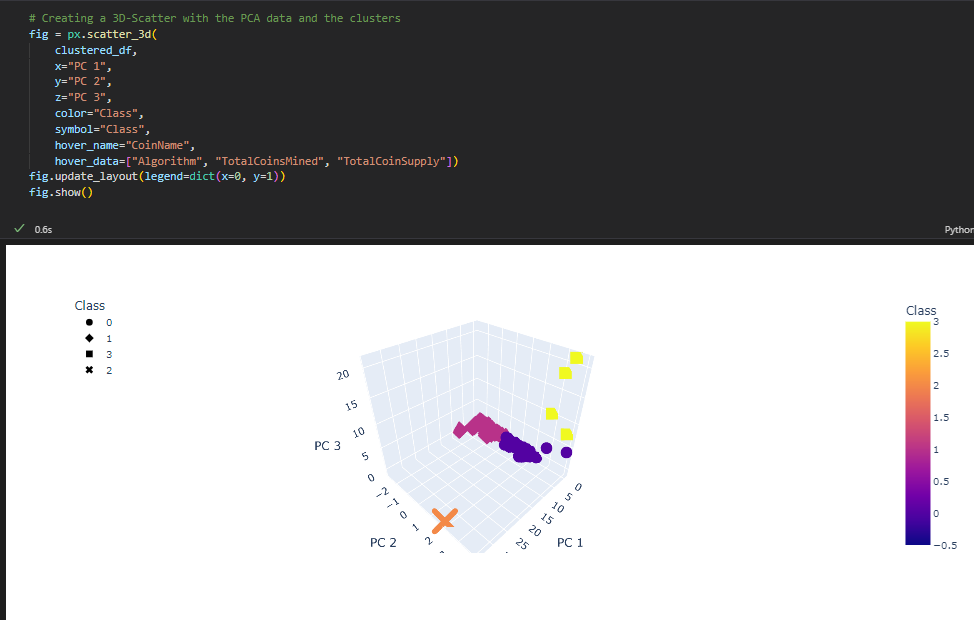 # Creating a 3D-Scatter with the PCA data and the clusters
fig = px.scatter_3d(
    clustered_df,
    x="PC 1",
    y="PC 2",
    z="PC 3",
    color="Class",
    symbol="Class",
    hover_name="CoinName",
    hover_data=["Algorithm", "TotalCoinsMined", "TotalCoinSupply"])
fig.update_layout(legend=dict(x=0, y=1))
fig.show()
0.6s
Python
Class
0
1
3
2
20
15
10
5
0
PC 3
−2
−1
0
1
2
PC 2
0
5
10
15
20
25
PC 1
Class
3
2.5
2
1.5
1
0.5
0
−0.5